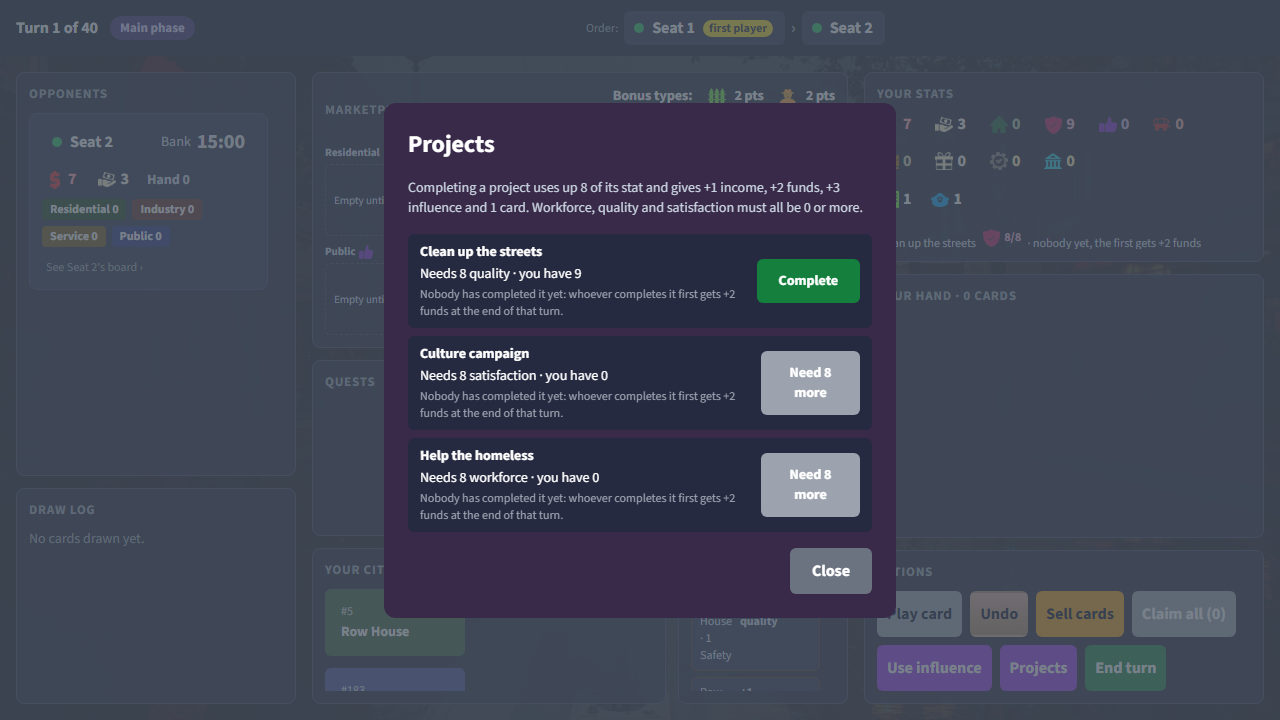 Turn 1 of 40 Main phase
Order: Seat 1 first player › Seat 2
OPPONENTS
Seat 2 Bank 15:00
7 3 Hand 0
Residential 0 Industry 0
Service 0 Public 0
See Seat 2's board ›
DRAW LOG
No cards drawn yet.
Bonus types: 2 pts 2 pts
Residential
Public
QUESTS
#5
Row House
House quality
· 1
Safety
YOUR STATS
7 3 0 9 0 0
0 0 0 0
1 1
the streets 8/8 · nobody yet, the first gets +2 funds
HAND · 0 CARDS
card Undo Sell cards Claim all (0)
Use influence Projects End turn
Projects
Completing a project uses up 8 of its stat and gives +1 income, +2 funds, +3
influence and 1 card. Workforce, quality and satisfaction must all be 0 or more.
Clean up the streets
Needs 8 quality · you have 9
Nobody has completed it yet: whoever completes it first gets +2
funds at the end of that turn.
Complete
Culture campaign
Needs 8 satisfaction · you have 0
Nobody has completed it yet: whoever completes it first gets +2
funds at the end of that turn.
Need 8
more
Help the homeless
Needs 8 workforce · you have 0
Nobody has completed it yet: whoever completes it first gets +2
funds at the end of that turn.
Need 8
more
Close